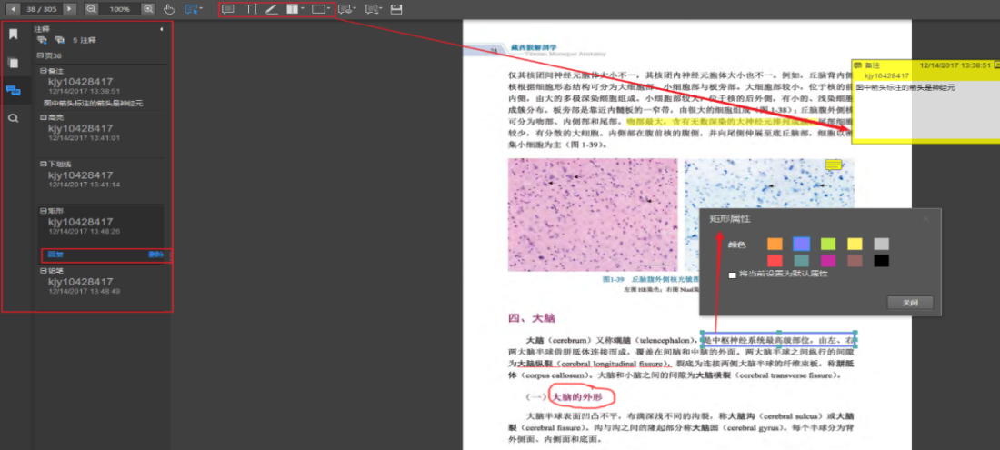 38 / 305
100%
注释
5 注释
页38
备注
kjy10428417
12/14/2017 13:38:51
图中箭头标注的箭头是神经元
高亮
kjy10428417
12/14/2017 13:41:01
下划线
kjy10428417
12/14/2017 13:41:14
矩形
kjy10428417
12/14/2017 13:48:26
回复 删除
铅笔
kjy10428417
12/14/2017 13:48:49
藏酋猴解剖学
Tibetan Macaque Anatomy
仅其核团间神经元胞体大小不一，其核团内神经元胞体大小也不一。例如，丘脑背内侧
核根据细胞形态结构可分为大细胞部、小细胞部与板旁部。大细胞部较小，位于核的前
内侧，由大的多极深染细胞组成。小细胞部较大，位于核的后外侧，有小的、浅染细胞
成簇分布。板旁部是靠近内髓板的一窄带，由很大的细胞组成（图 1-38）；丘脑腹外侧核
可分为吻部、内侧部和尾部。吻部最大，含有无数深染的大神经元排列成 尾部细胞
较少，有分散的大细胞。内侧部在腹前核的腹侧，并向尾侧伸展至底丘脑部，细胞以密
集小细胞为主（图 1-39）。
备注 12/14/2017 13:38:51
kjy10428417
图中箭头标注的箭头是神经元
图1-39 丘脑腹外侧核光镜图
左图 HE染色；右图 Nissl染
矩形属性
颜色
将当前设置为默认属性
关闭
四、大脑
大脑（cerebrum）又称端脑（telencephalon），是中枢神经系统最高级部位，由左、右
两大脑半球借胼胝体连接而成，覆盖在间脑和中脑的外面。两大脑半球之间纵行的间隙
为大脑纵裂（cerebral longitudinal fissure），裂底为连接两侧大脑半球的纤维束板，称胼胝
体（corpus callosum）。大脑和小脑之间的间隙为大脑横裂（cerebral transverse fissure）。
（一）大脑的外形
大脑半球表面凹凸不平，布满深浅不同的沟裂，称大脑沟（cerebral sulcus）或大脑
裂（cerebral fissure）。沟与沟之间的隆起部分称大脑回（cerebral gyrus）。每个半球分为背
外侧面、内侧面和底面。